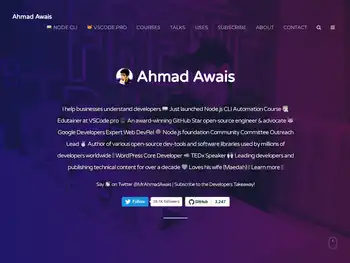 Ahmad Awais
NODE CLI VSCODE.PRO COURSES TALKS USES SUBSCRIBE ABOUT CONTACT
Ahmad Awais
I help businesses understand developers. Just launched Node.js CLI Automation Course
Edutainer at VSCode.pro An award-winning GitHub Star open-source engineer & advocate
Google Developers Expert Web DevRel Node.js foundation Community Committee Outreach
Lead Author of various open-source dev-tools and software libraries used by millions of
developers worldwide WordPress Core Developer TEDx Speaker Leading developers and
publishing technical content for over a decade Loves his wife (Maedah) Learn more
Say on Twitter @MrAhmadAwais | Subscribe to the Developers Takeaway!
Follow followers GitHub 3,247